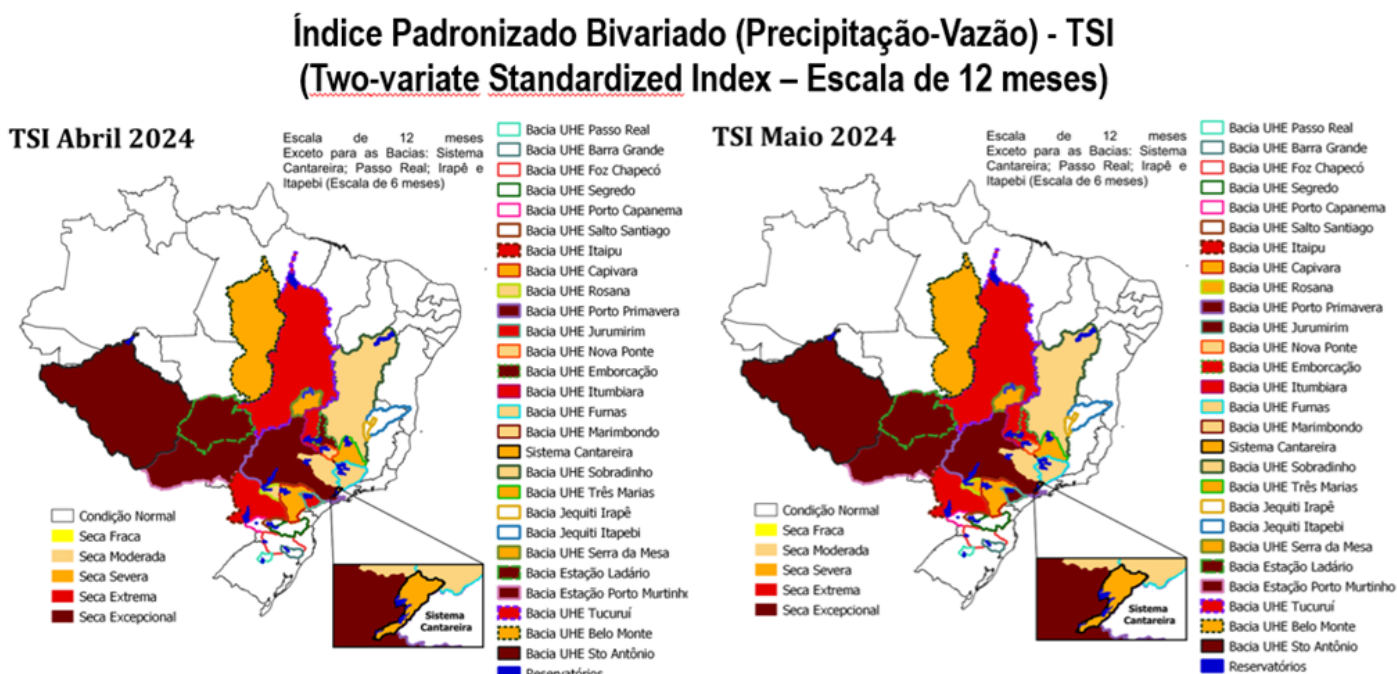 Índice Padronizado Bivariado (Precipitação-Vazão) - TSI
(Two-variate Standardized Index – Escala de 12 meses)
TSI Abril 2024
Escala de 12 meses
Exceto para as Bacias: Sistema
Cantareira; Passo Real; Irapê e
Itapebi (Escala de 6 meses)
Bacia UHE Passo Real
Bacia UHE Barra Grande
Bacia UHE Foz Chapecó
Bacia UHE Segredo
Bacia UHE Porto Capanema
Bacia UHE Salto Santiago
Bacia UHE Itaipu
Bacia UHE Capivara
Bacia UHE Rosana
Bacia UHE Porto Primavera
Bacia UHE Jurumirim
Bacia UHE Nova Ponte
Bacia UHE Emborcação
Bacia UHE Itumbiara
Bacia UHE Furnas
Bacia UHE Marimbondo
Sistema Cantareira
Bacia UHE Sobradinho
Bacia UHE Três Marias
Bacia Jequiti Irapê
Bacia Jequiti Itapebi
Bacia UHE Serra da Mesa
Bacia Estação Ladário
Bacia Estação Porto Murtinho
Bacia UHE Tucuruí
Bacia UHE Belo Monte
Bacia UHE Sto Antônio
Reservatórios
Condição Normal
Seca Fraca
Seca Moderada
Seca Severa
Seca Extrema
Seca Excepcional
Sistema
Cantareira
TSI Maio 2024
Escala de 12 meses
Exceto para as Bacias: Sistema
Cantareira; Passo Real; Irapê e
Itapebi (Escala de 6 meses)
Bacia UHE Passo Real
Bacia UHE Barra Grande
Bacia UHE Foz Chapecó
Bacia UHE Segredo
Bacia UHE Porto Capanema
Bacia UHE Salto Santiago
Bacia UHE Itaipu
Bacia UHE Capivara
Bacia UHE Rosana
Bacia UHE Porto Primavera
Bacia UHE Jurumirim
Bacia UHE Nova Ponte
Bacia UHE Emborcação
Bacia UHE Itumbiara
Bacia UHE Furnas
Bacia UHE Marimbondo
Sistema Cantareira
Bacia UHE Sobradinho
Bacia UHE Três Marias
Bacia Jequiti Irapê
Bacia Jequiti Itapebi
Bacia UHE Serra da Mesa
Bacia Estação Ladário
Bacia Estação Porto Murtinho
Bacia UHE Tucuruí
Bacia UHE Belo Monte
Bacia UHE Sto Antônio
Reservatórios
Condição Normal
Seca Fraca
Seca Moderada
Seca Severa
Seca Extrema
Seca Excepcional
Sistema
Cantareira